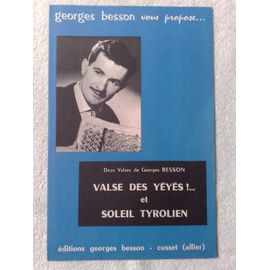 georges besson vous propose...
Deux Valses de Georges BESSON
VALSE DES YÉYÉS !...
et
SOLEIL TYROLIEN
éditions georges besson - cusset (allier)